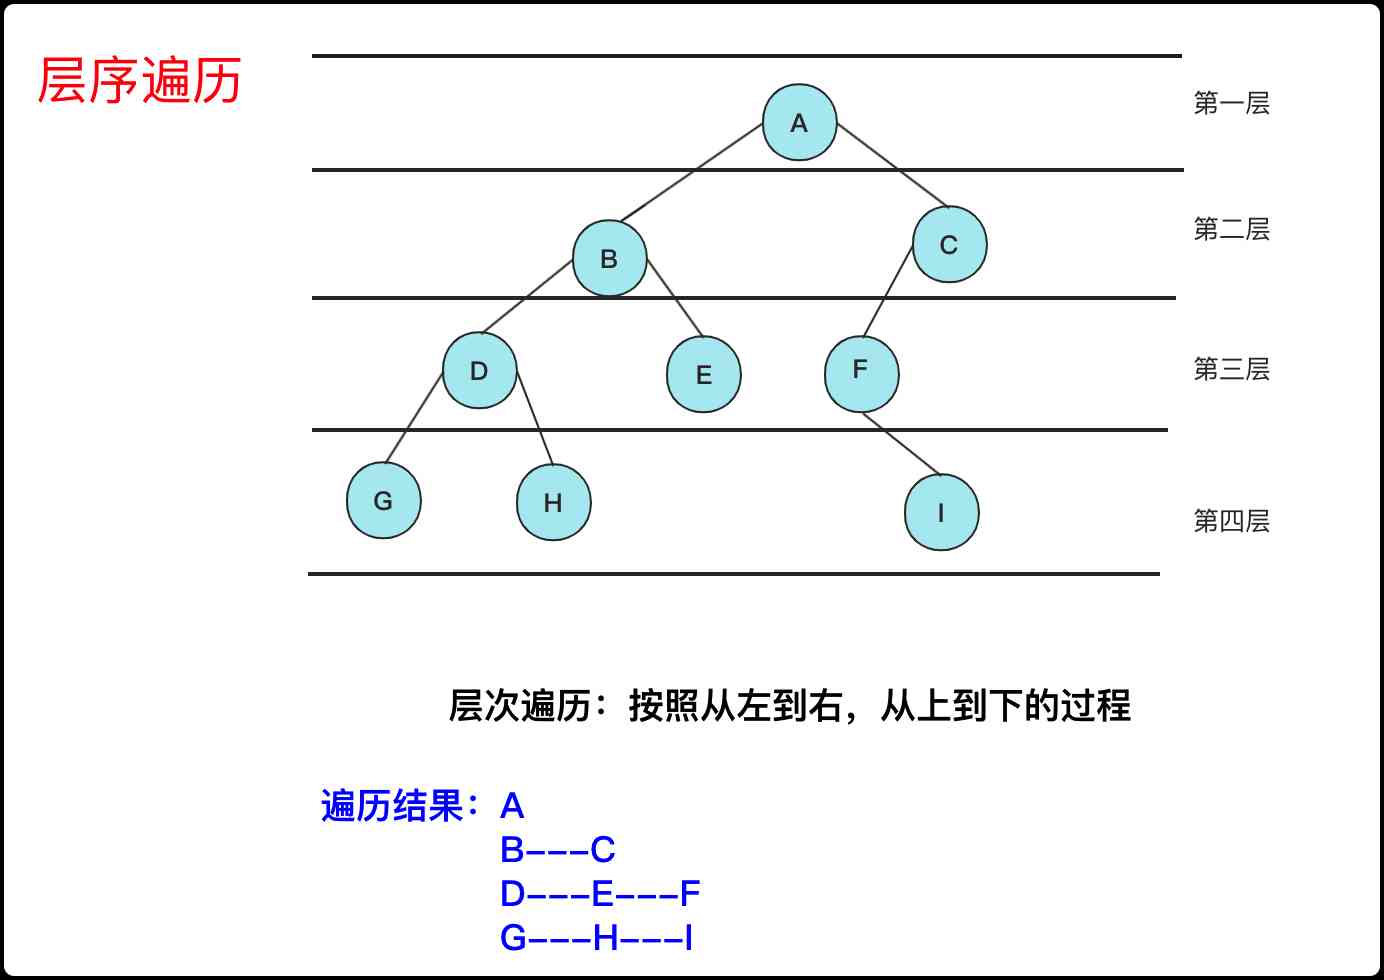 层序遍历
第一层
A
第二层
B
C
第三层
D
E
F
第四层
G
H
I
层次遍历：按照从左到右，从上到下的过程
遍历结果：A
B---C
D---E---F
G---H---I